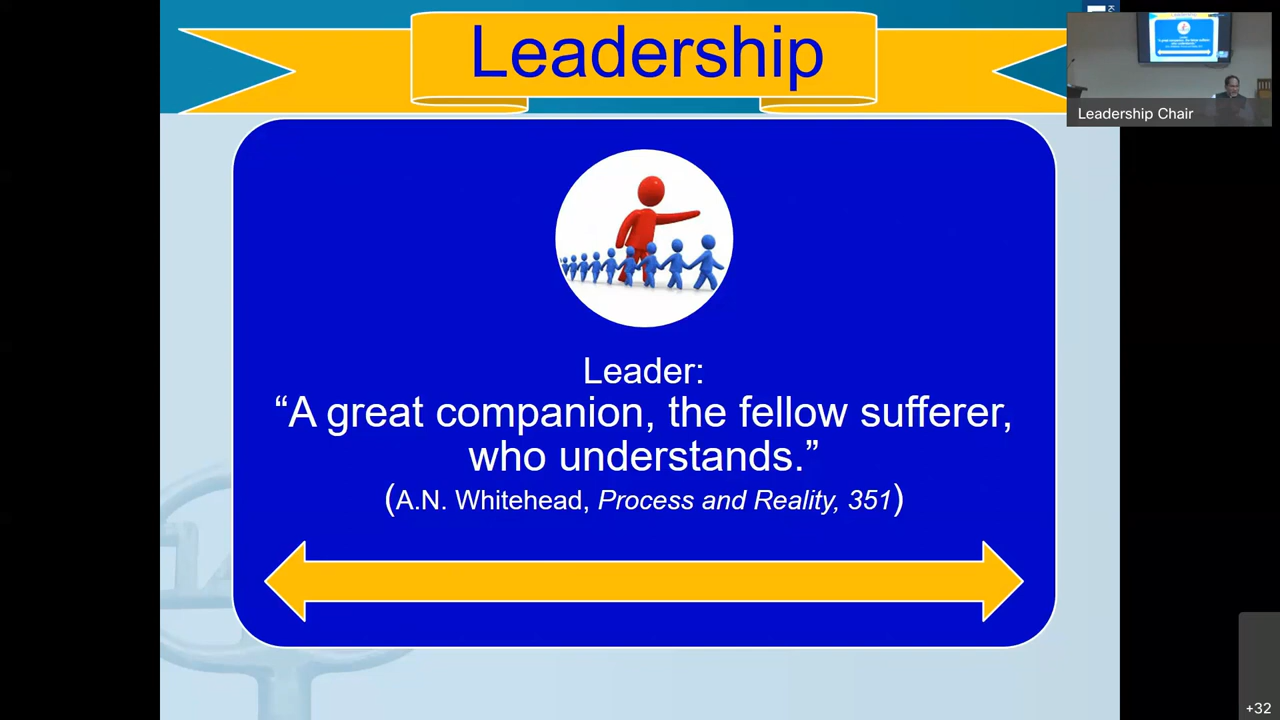 Leadership
Leadership Chair
Leader:
“A great companion, the fellow sufferer,
who understands.”
(A.N. Whitehead, Process and Reality, 351)
+32